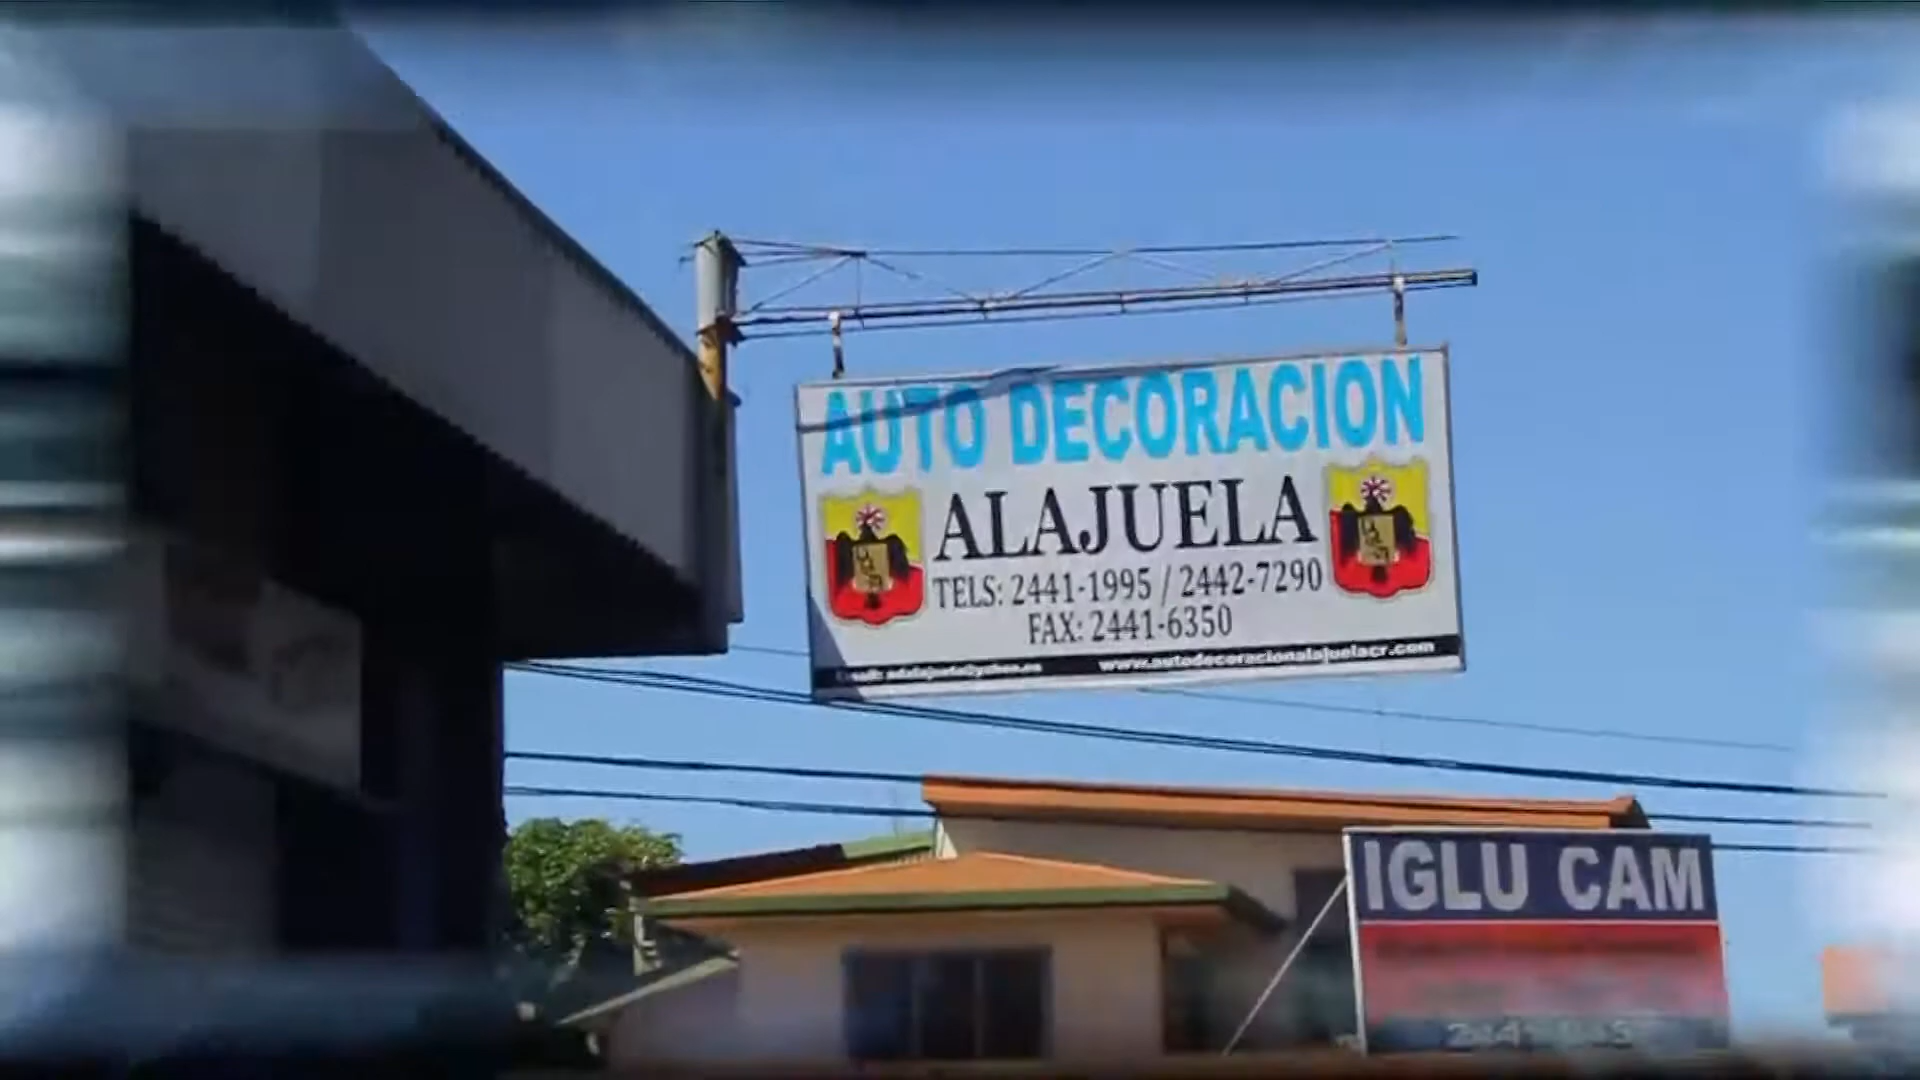 AUTO DECORACION
ALAJUELA
TELS: 2441-1995 / 2442-7290
FAX: 2441-6350
www.autodecoracionalajuelacr.com
IGLU CAM